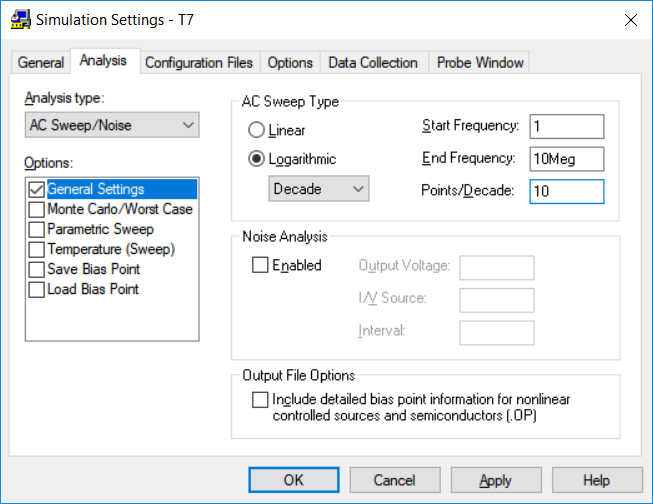 Simulation Settings - T7
General
Analysis
Configuration Files
Options
Data Collection
Probe Window
Analysis type:
AC Sweep/Noise
Options:
General Settings
Monte Carlo/Worst Case
Parametric Sweep
Temperature (Sweep)
Save Bias Point
Load Bias Point
AC Sweep Type
Linear
Logarithmic
Decade
Start Frequency: 1
End Frequency: 10Meg
Points/Decade: 10
Noise Analysis
Enabled
Output Voltage:
I/V Source:
Interval:
Output File Options
Include detailed bias point information for nonlinear
controlled sources and semiconductors (.OP)
OK
Cancel
Apply
Help